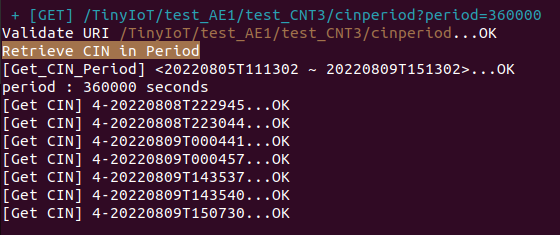 + [GET] /TinyIoT/test_AE1/test_CNT3/cinperiod?period=360000
Validate URI /TinyIoT/test_AE1/test_CNT3/cinperiod...OK
Retrieve CIN in Period
[Get_CIN_Period] <20220805T111302 ~ 20220809T151302>...OK
period : 360000 seconds
[Get CIN] 4-20220808T222945...OK
[Get CIN] 4-20220808T223044...OK
[Get CIN] 4-20220809T000441...OK
[Get CIN] 4-20220809T000457...OK
[Get CIN] 4-20220809T143537...OK
[Get CIN] 4-20220809T143540...OK
[Get CIN] 4-20220809T150730...OK